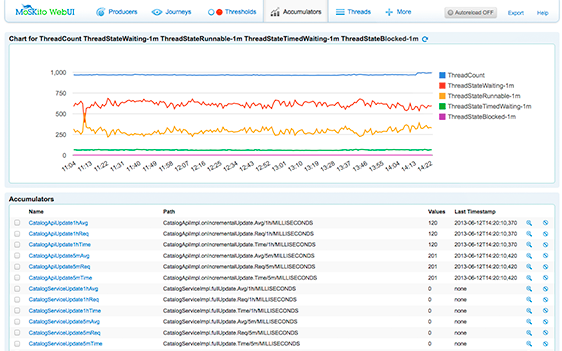 MoSKito WebUI
Producers Journeys Thresholds Accumulators Threads More Autoreload OFF Export Help
Chart for ThreadCount ThreadStateWaiting-1m ThreadStateRunnable-1m ThreadStateTimedWaiting-1m ThreadStateBlocked-1m
1,000
750
500
250
0
ThreadCount
ThreadStateWaiting-1m
ThreadStateRunnable-1m
ThreadStateTimedWaiting-1m
ThreadStateBlocked-1m
11:04 11:13 11:22 11:31 11:40 11:49 11:58 12:07 12:16 12:25 12:34 12:43 12:52 13:01 13:10 13:19 13:28 13:37 13:46 13:55 14:04 14:13 14:22
Accumulators
Name Path Values Last Timestamp
CatalogApiUpdate1hAvg CatalogApiImpl.onIncrementalUpdate.Avg/1h/MILLISECONDS 120 2013-06-12T14:20:10,370
CatalogApiUpdate1hReq CatalogApiImpl.onIncrementalUpdate.Req/1h/MILLISECONDS 120 2013-06-12T14:20:10,370
CatalogApiUpdate1hTime CatalogApiImpl.onIncrementalUpdate.Time/1h/MILLISECONDS 120 2013-06-12T14:20:10,370
CatalogApiUpdate5mAvg CatalogApiImpl.onIncrementalUpdate.Avg/5m/MILLISECONDS 201 2013-06-12T14:20:10,420
CatalogApiUpdate5mReq CatalogApiImpl.onIncrementalUpdate.Req/5m/MILLISECONDS 201 2013-06-12T14:20:10,420
CatalogApiUpdate5mTime CatalogApiImpl.onIncrementalUpdate.Time/5m/MILLISECONDS 201 2013-06-12T14:20:10,420
CatalogServiceUpdate1hAvg CatalogServiceImpl.fullUpdate.Avg/1h/MILLISECONDS 0 none
CatalogServiceUpdate1hReq CatalogServiceImpl.fullUpdate.Req/1h/MILLISECONDS 0 none
CatalogServiceUpdate1hTime CatalogServiceImpl.fullUpdate.Time/1h/MILLISECONDS 0 none
CatalogServiceUpdate5mAvg CatalogServiceImpl.fullUpdate.Avg/5m/MILLISECONDS 0 none
CatalogServiceUpdate5mReq CatalogServiceImpl.fullUpdate.Req/5m/MILLISECONDS 0 none
CatalogServiceUpdate5mTime CatalogServiceImpl.fullUpdate.Time/5m/MILLISECONDS 0 none